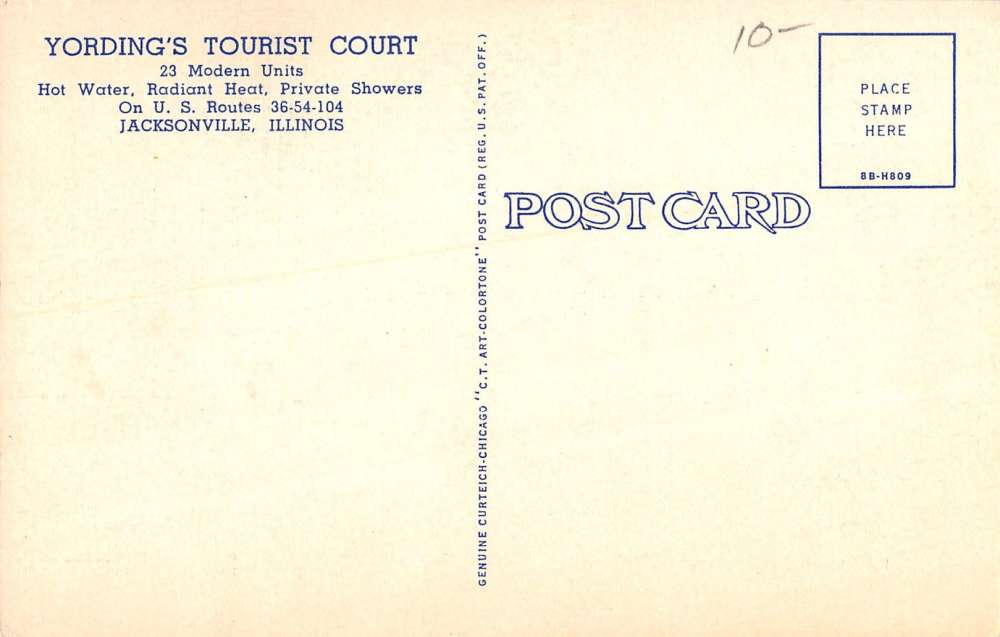 YORDING'S TOURIST COURT
23 Modern Units
Hot Water, Radiant Heat, Private Showers
On U. S. Routes 36-54-104
JACKSONVILLE, ILLINOIS
GENUINE CURTEICH-CHICAGO "C.T. ART-COLORTONE" POST CARD (REG. U.S. PAT. OFF.)
10-
PLACE
STAMP
HERE
8B-H809
POST CARD